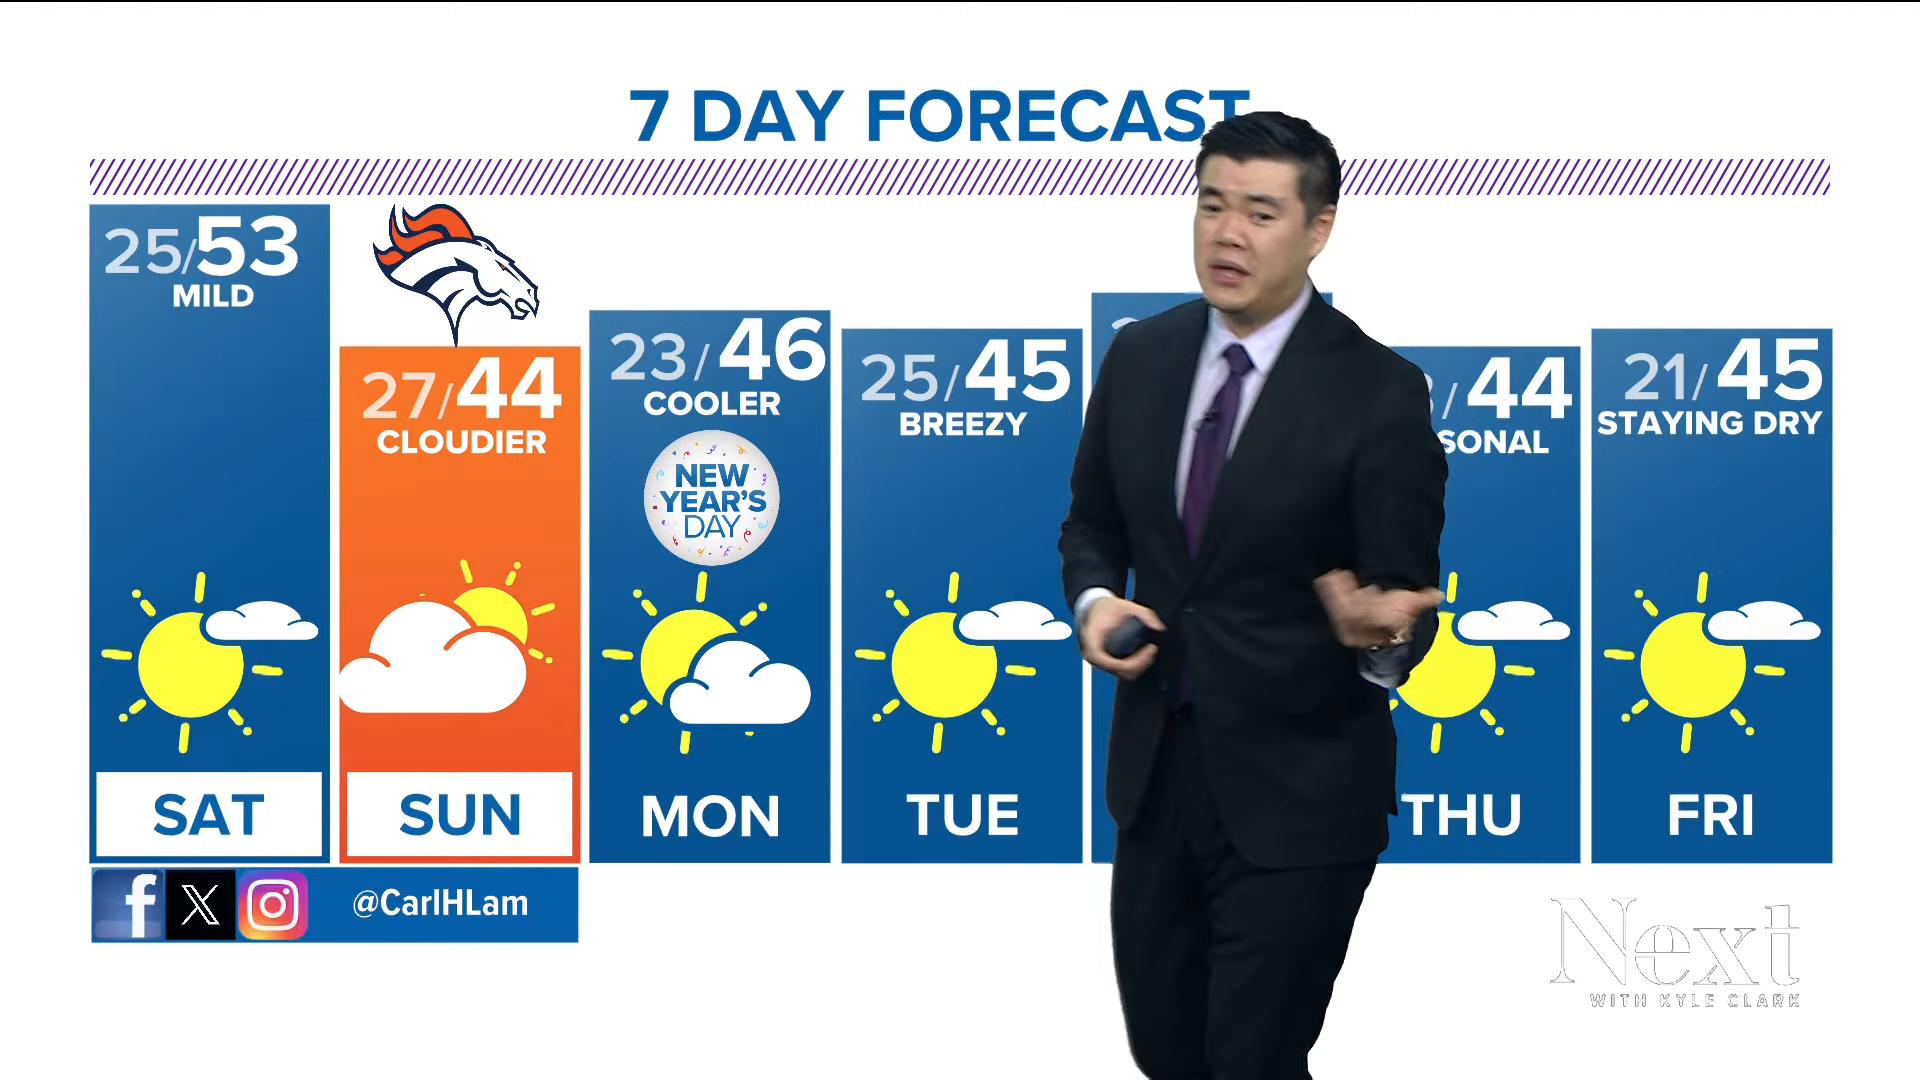 7 DAY FORECAST
25/53
MILD
SAT
27/44
CLOUDIER
SUN
23/46
COOLER
NEW
YEAR'S
DAY
MON
25/45
BREEZY
TUE
/44
SONAL
THU
21/45
STAYING DRY
FRI
f X @CarlHLam
Next
WITH KYLE CLARK